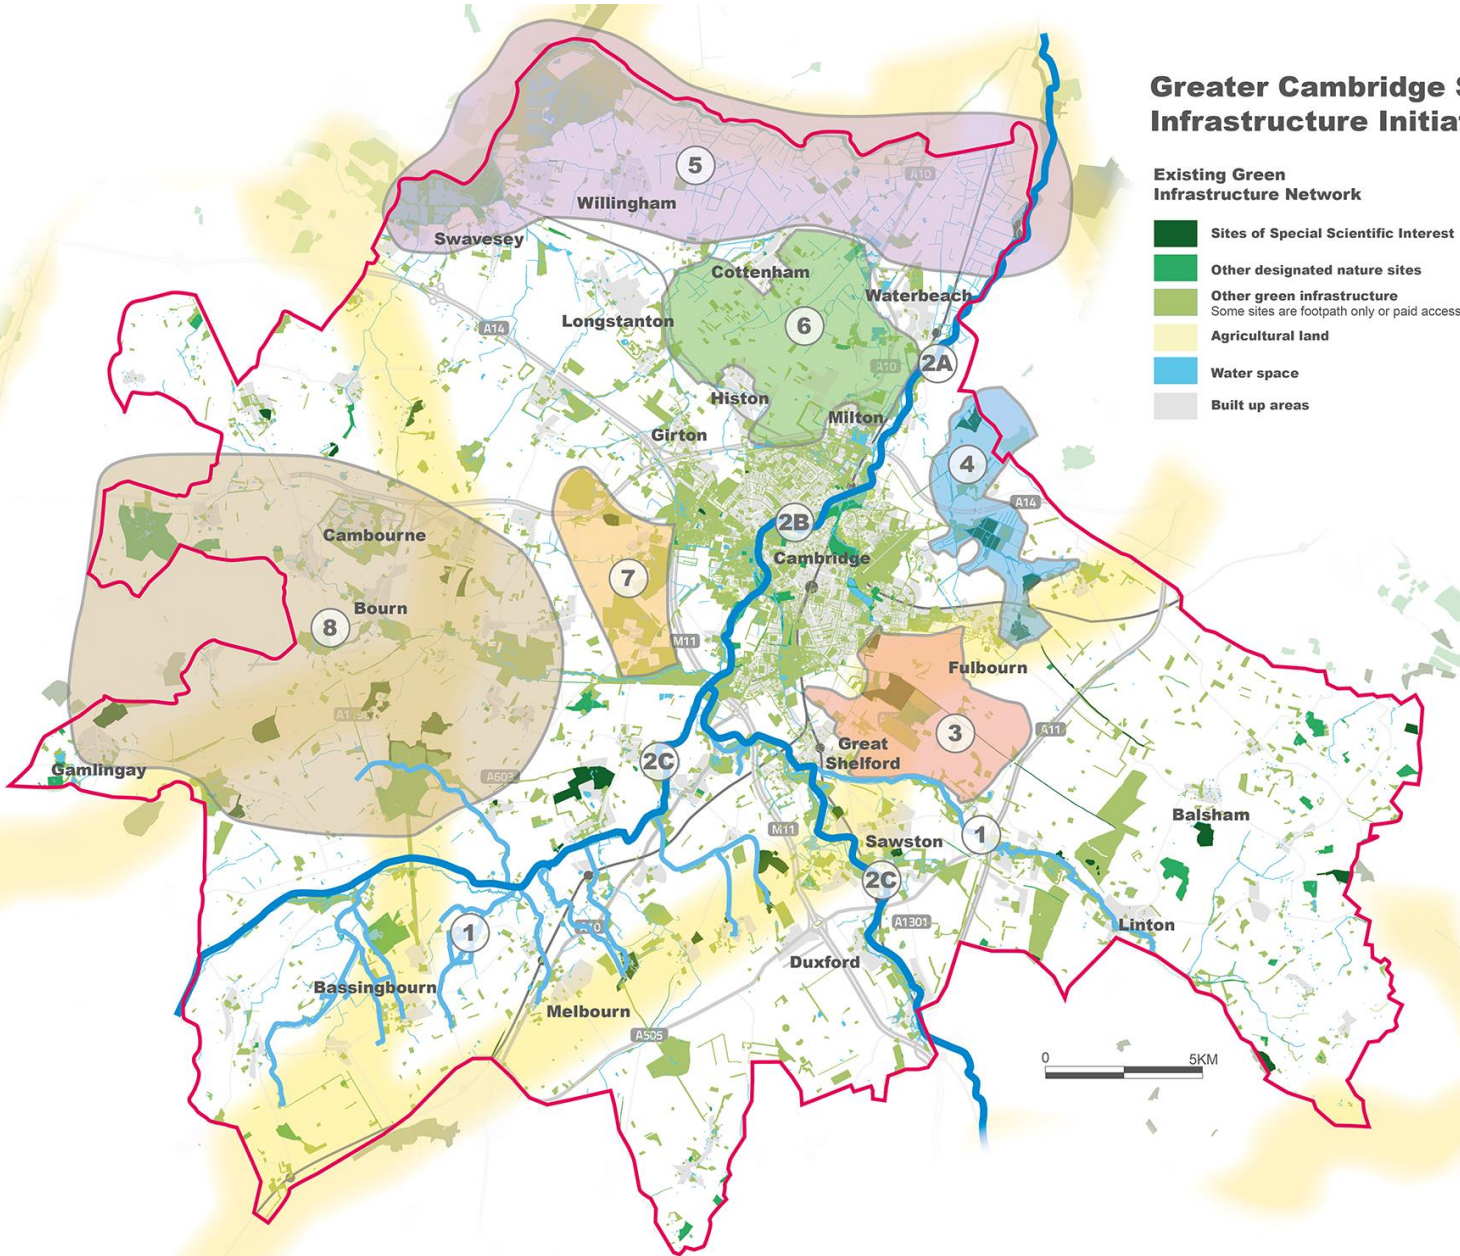 Greater Cambridge S
Infrastructure Initia
Existing Green
Infrastructure Network
Sites of Special Scientific Interest
Other designated nature sites
Other green infrastructure
Some sites are footpath only or paid access
Agricultural land
Water space
Built up areas
5
A10
Willingham
Swavesey
Cottenham
Waterbeach
Longstanton
6
A14
2A
A10
Histon
Milton
Girton
4
A14
2B
Cambourne
Cambridge
7
Bourn
8
M11
Fulbourn
3
A11
Great
Shelford
2C
Gamlingay
A603
Balsham
M11
1
Sawston
2C
A1301
Linton
1
A10
Duxford
Bassingbourn
Melbourn
A505
0
5KM